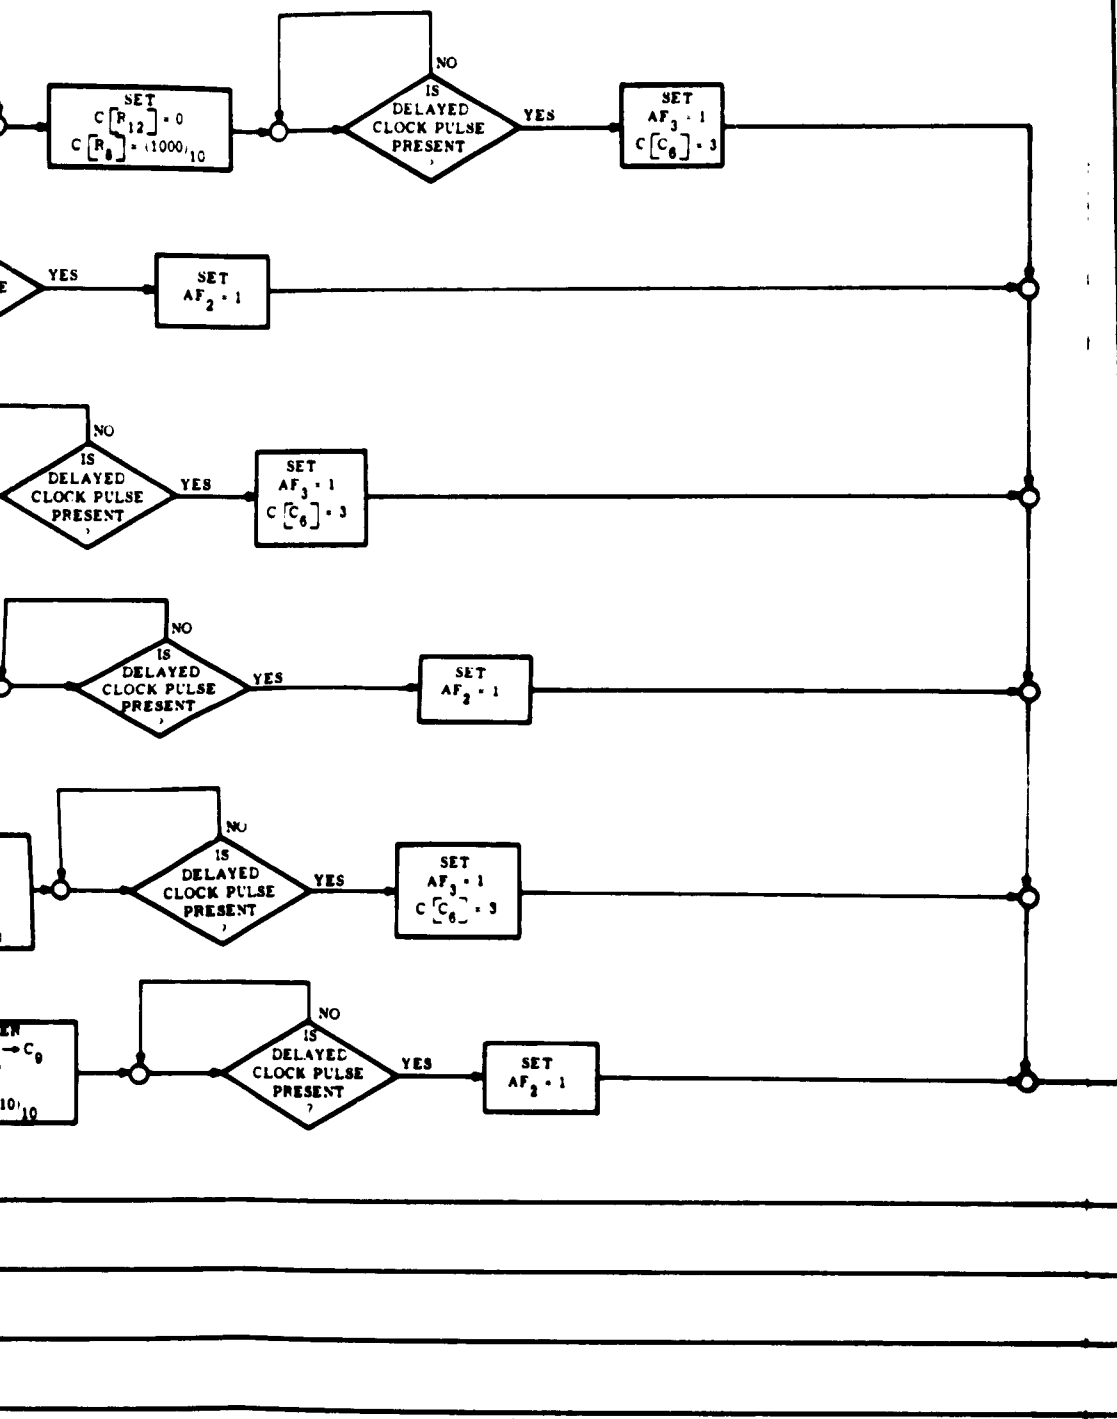 SET
C[R₁₂] = 0
C[R₈] = (1000)₁₀
NO
IS
DELAYED
CLOCK PULSE
PRESENT
?
YES
SET
AF₃ = 1
C[C₆] = 3
E
YES
SET
AF₂ = 1
NO
IS
DELAYED
CLOCK PULSE
PRESENT
?
YES
SET
AF₃ = 1
C[C₆] = 3
NO
IS
DELAYED
CLOCK PULSE
PRESENT
?
YES
SET
AF₂ = 1
NO
IS
DELAYED
CLOCK PULSE
PRESENT
?
YES
SET
AF₃ = 1
C[C₆] = 3
→C₉
10)₁₀
NO
IS
DELAYED
CLOCK PULSE
PRESENT
?
YES
SET
AF₂ = 1